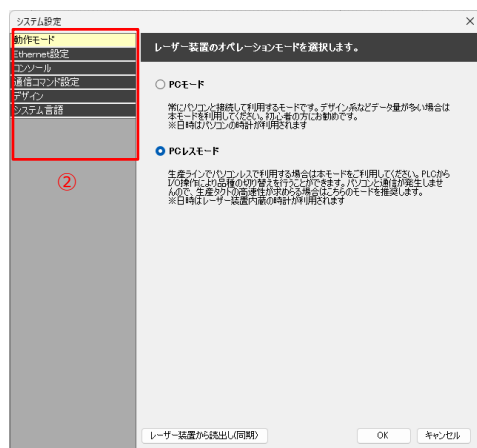 システム設定
動作モード
Ethernet設定
コンソール
通信コマンド設定
デザイン
システム言語
②
レーザー装置のオペレーションモードを選択します。
PCモード
常にパソコンと接続して利用するモードです。デザイン系などデータ量が多い場合は
本モードを利用してください。初心者の方にお勧めです。
※日時はパソコンの時計が利用されます
PCレスモード
生産ラインでパソコンレスで利用する場合は本モードをご利用してください。PLCから
I/O操作により品種の切り替えを行うことができます。パソコンと通信が発生しませ
んので、生産タクトの高速性が求めらる場合はこちらのモードを推奨します。
※日時はレーザー装置内蔵の時計が利用されます
レーザー装置から読出し(同期)
OK
キャンセル